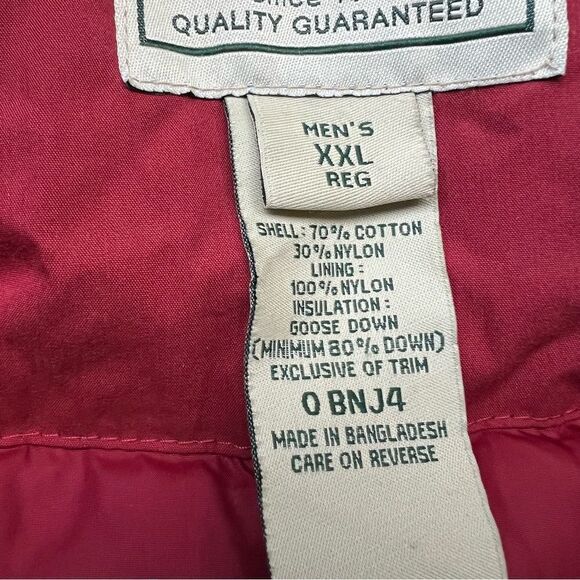 QUALITY GUARANTEED
MEN'S
XXL
REG
SHELL: 70% COTTON
30% NYLON
LINING:
100% NYLON
INSULATION:
GOOSE DOWN
(MINIMUM 80% DOWN)
EXCLUSIVE OF TRIM
0 BNJ4
MADE IN BANGLADESH
CARE ON REVERSE